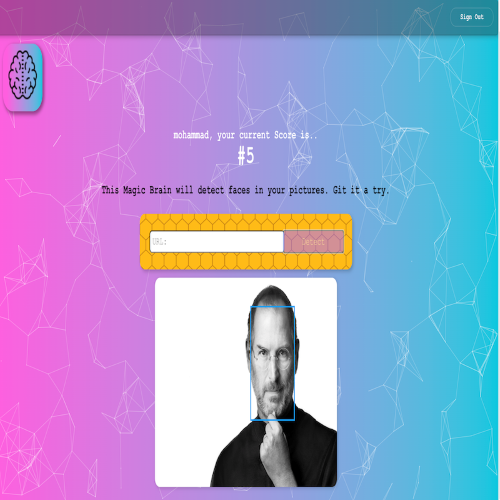 Sign Out
mohammad, your current Score is..
#5
This Magic Brain will detect faces in your pictures. Git it a try.
URL:
Detect